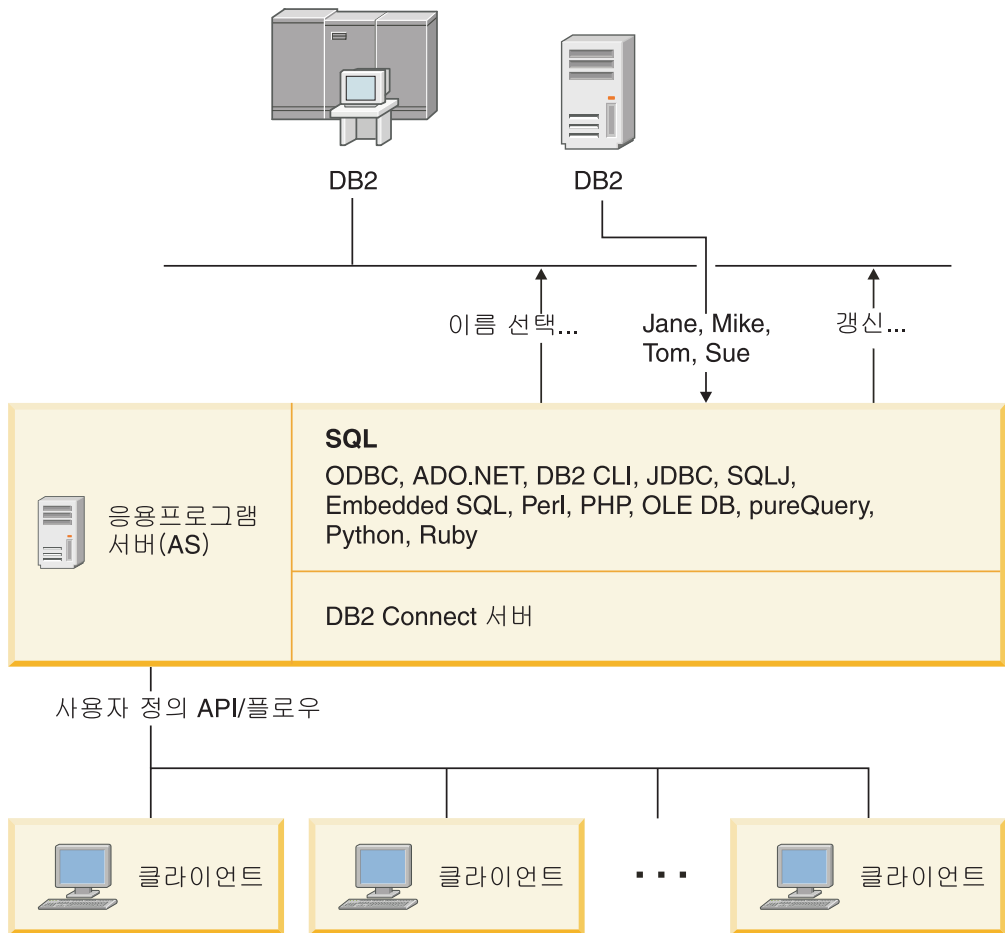 DB2
DB2
이름 선택...
Jane, Mike,
Tom, Sue
갱신...
응용프로그램
서버(AS)
SQL
ODBC, ADO.NET, DB2 CLI, JDBC, SQLJ,
Embedded SQL, Perl, PHP, OLE DB, pureQuery,
Python, Ruby
DB2 Connect 서버
사용자 정의 API/플로우
클라이언트
클라이언트
...
클라이언트